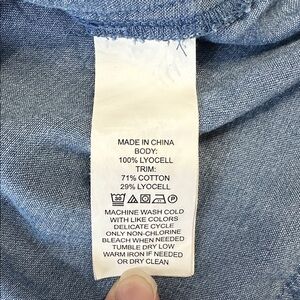 MADE IN CHINA
BODY:
100% LYOCELL
TRIM:
71% COTTON
29% LYOCELL
MACHINE WASH COLD
WITH LIKE COLORS
DELICATE CYCLE
ONLY NON-CHLORINE
BLEACH WHEN NEEDED
TUMBLE DRY LOW
WARM IRON IF NEEDED
OR DRY CLEAN